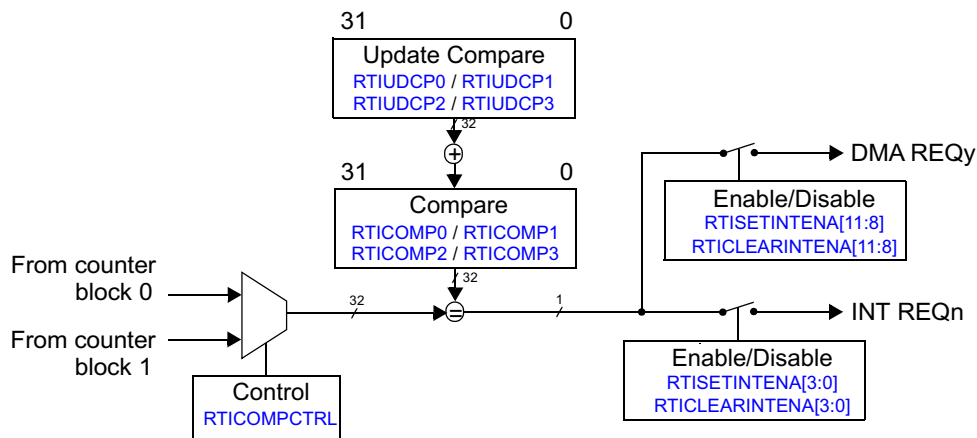 31 0
Update Compare
RTIUDCP0 / RTIUDCP1
RTIUDCP2 / RTIUDCP3
32
+
31 0
Compare
RTICOMP0 / RTICOMP1
RTICOMP2 / RTICOMP3
32
DMA REQy
Enable/Disable
RTISETINTENA[11:8]
RTICLEARINTENA[11:8]
From counter
block 0
From counter
block 1
32
=
1
INT REQn
Control
RTICOMPCTRL
Enable/Disable
RTISETINTENA[3:0]
RTICLEARINTENA[3:0]